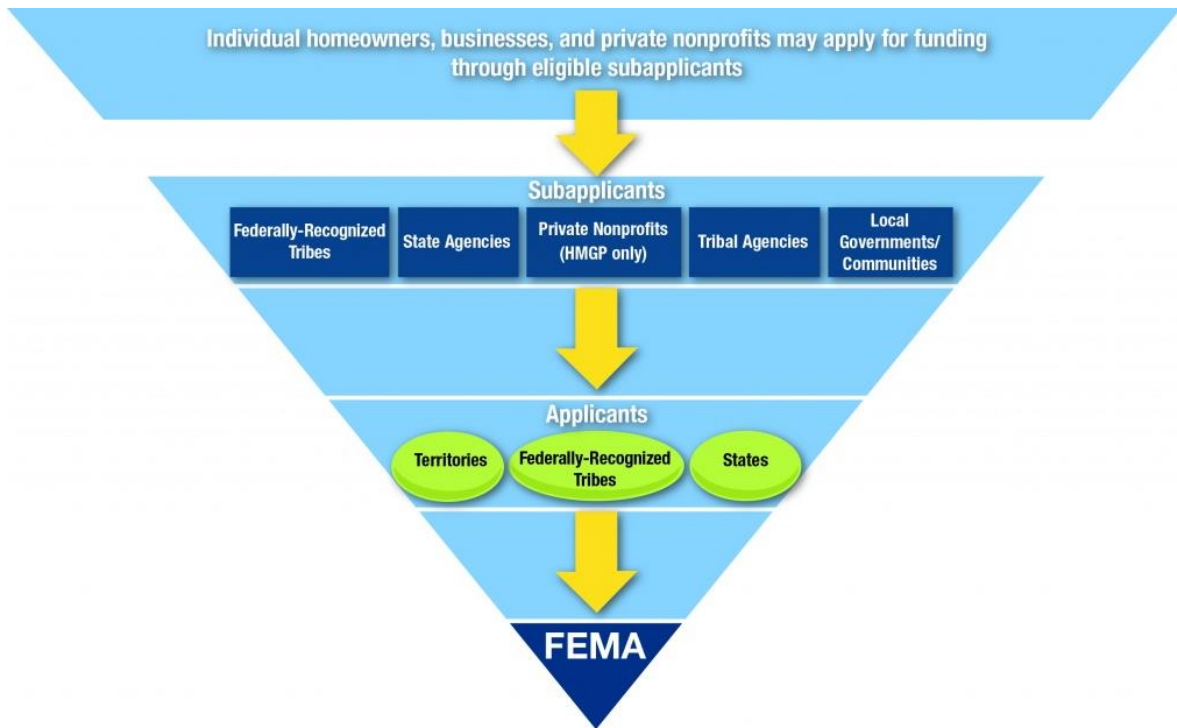 Individual homeowners, businesses, and private nonprofits may apply for funding
through eligible subapplicants
Subapplicants
Federally-Recognized
Tribes
State Agencies
Private Nonprofits
(HMGP only)
Tribal Agencies
Local
Governments/
Communities
Applicants
Territories
Federally-Recognized
Tribes
States
FEMA